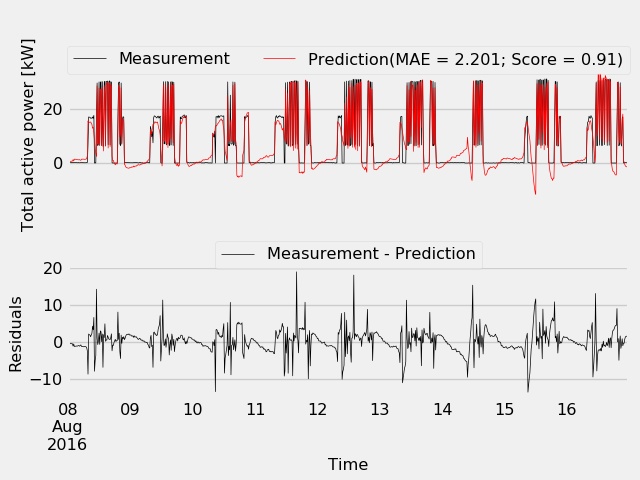 Measurement
Prediction(MAE = 2.201; Score = 0.91)
Total active power [kW]
20
0
Measurement - Prediction
Residuals
20
10
0
−10
08 09 10 11 12 13 14 15 16
Aug
2016
Time